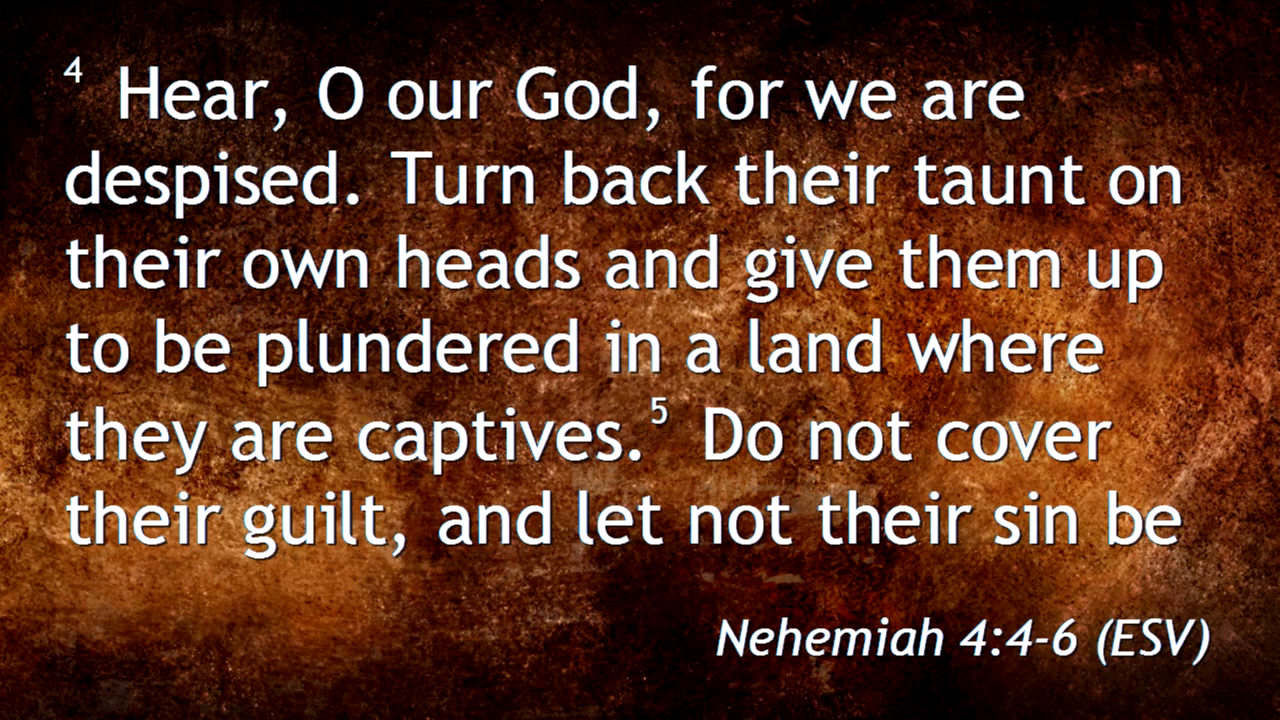 4 Hear, O our God, for we are
despised. Turn back their taunt on
their own heads and give them up
to be plundered in a land where
they are captives.5 Do not cover
their guilt, and let not their sin be
Nehemiah 4:4-6 (ESV)